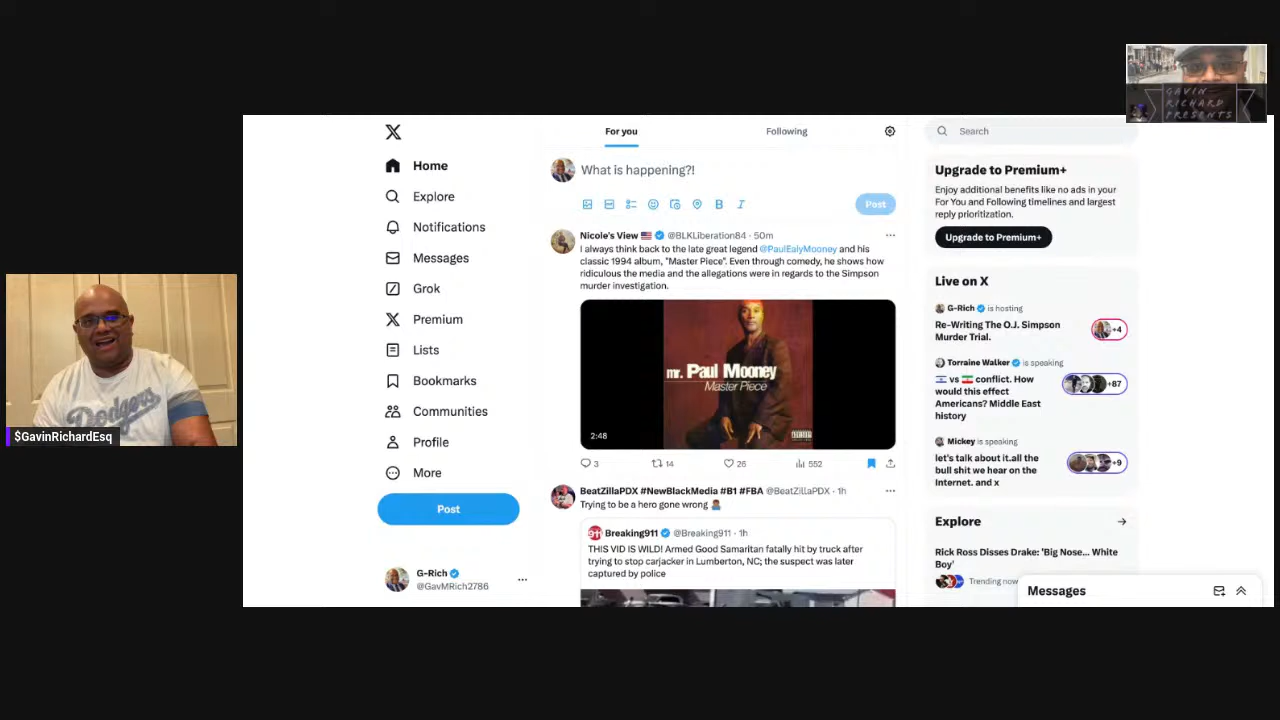 GAVIN
RICHARD
PRESENTS
Dodgers
$GavinRichardEsq
Home
Explore
Notifications
Messages
Grok
Premium
Lists
Bookmarks
Communities
Profile
More
Post
G-Rich
@GavMRich2786
For you
Following
What is happening?!
Post
Nicole's View 🇺🇸 @BLKLiberation84 · 50m
I always think back to the late great legend @PaulEalyMooney and his
classic 1994 album, "Master Piece". Even through comedy, he shows how
ridiculous the media and the allegations were in regards to the Simpson
murder investigation.
mr. Paul Mooney
Master Piece
2:48
3 14 26 552
BeatZillaPDX #NewBlackMedia #B1 #FBA @BeatZillaPDX · 1h
Trying to be a hero gone wrong 🤷🏾‍♂️
Breaking911 @Breaking911 · 1h
THIS VID IS WILD! Armed Good Samaritan fatally hit by truck after
trying to stop carjacker in Lumberton, NC; the suspect was later
captured by police
Search
Upgrade to Premium+
Enjoy additional benefits like no ads in your
For You and Following timelines and largest
reply prioritization.
Upgrade to Premium+
Live on X
G-Rich is hosting
Re-Writing The O.J. Simpson
Murder Trial.
+4
Torraine Walker is speaking
🇮🇱 vs 🇮🇷 conflict. How
would this effect
Americans? Middle East
history
+87
Mickey is speaking
let's talk about it.all the
bull shit we hear on the
Internet. and x
+9
Explore
Rick Ross Disses Drake: 'Big Nose... White
Boy'
Trending now
Messages